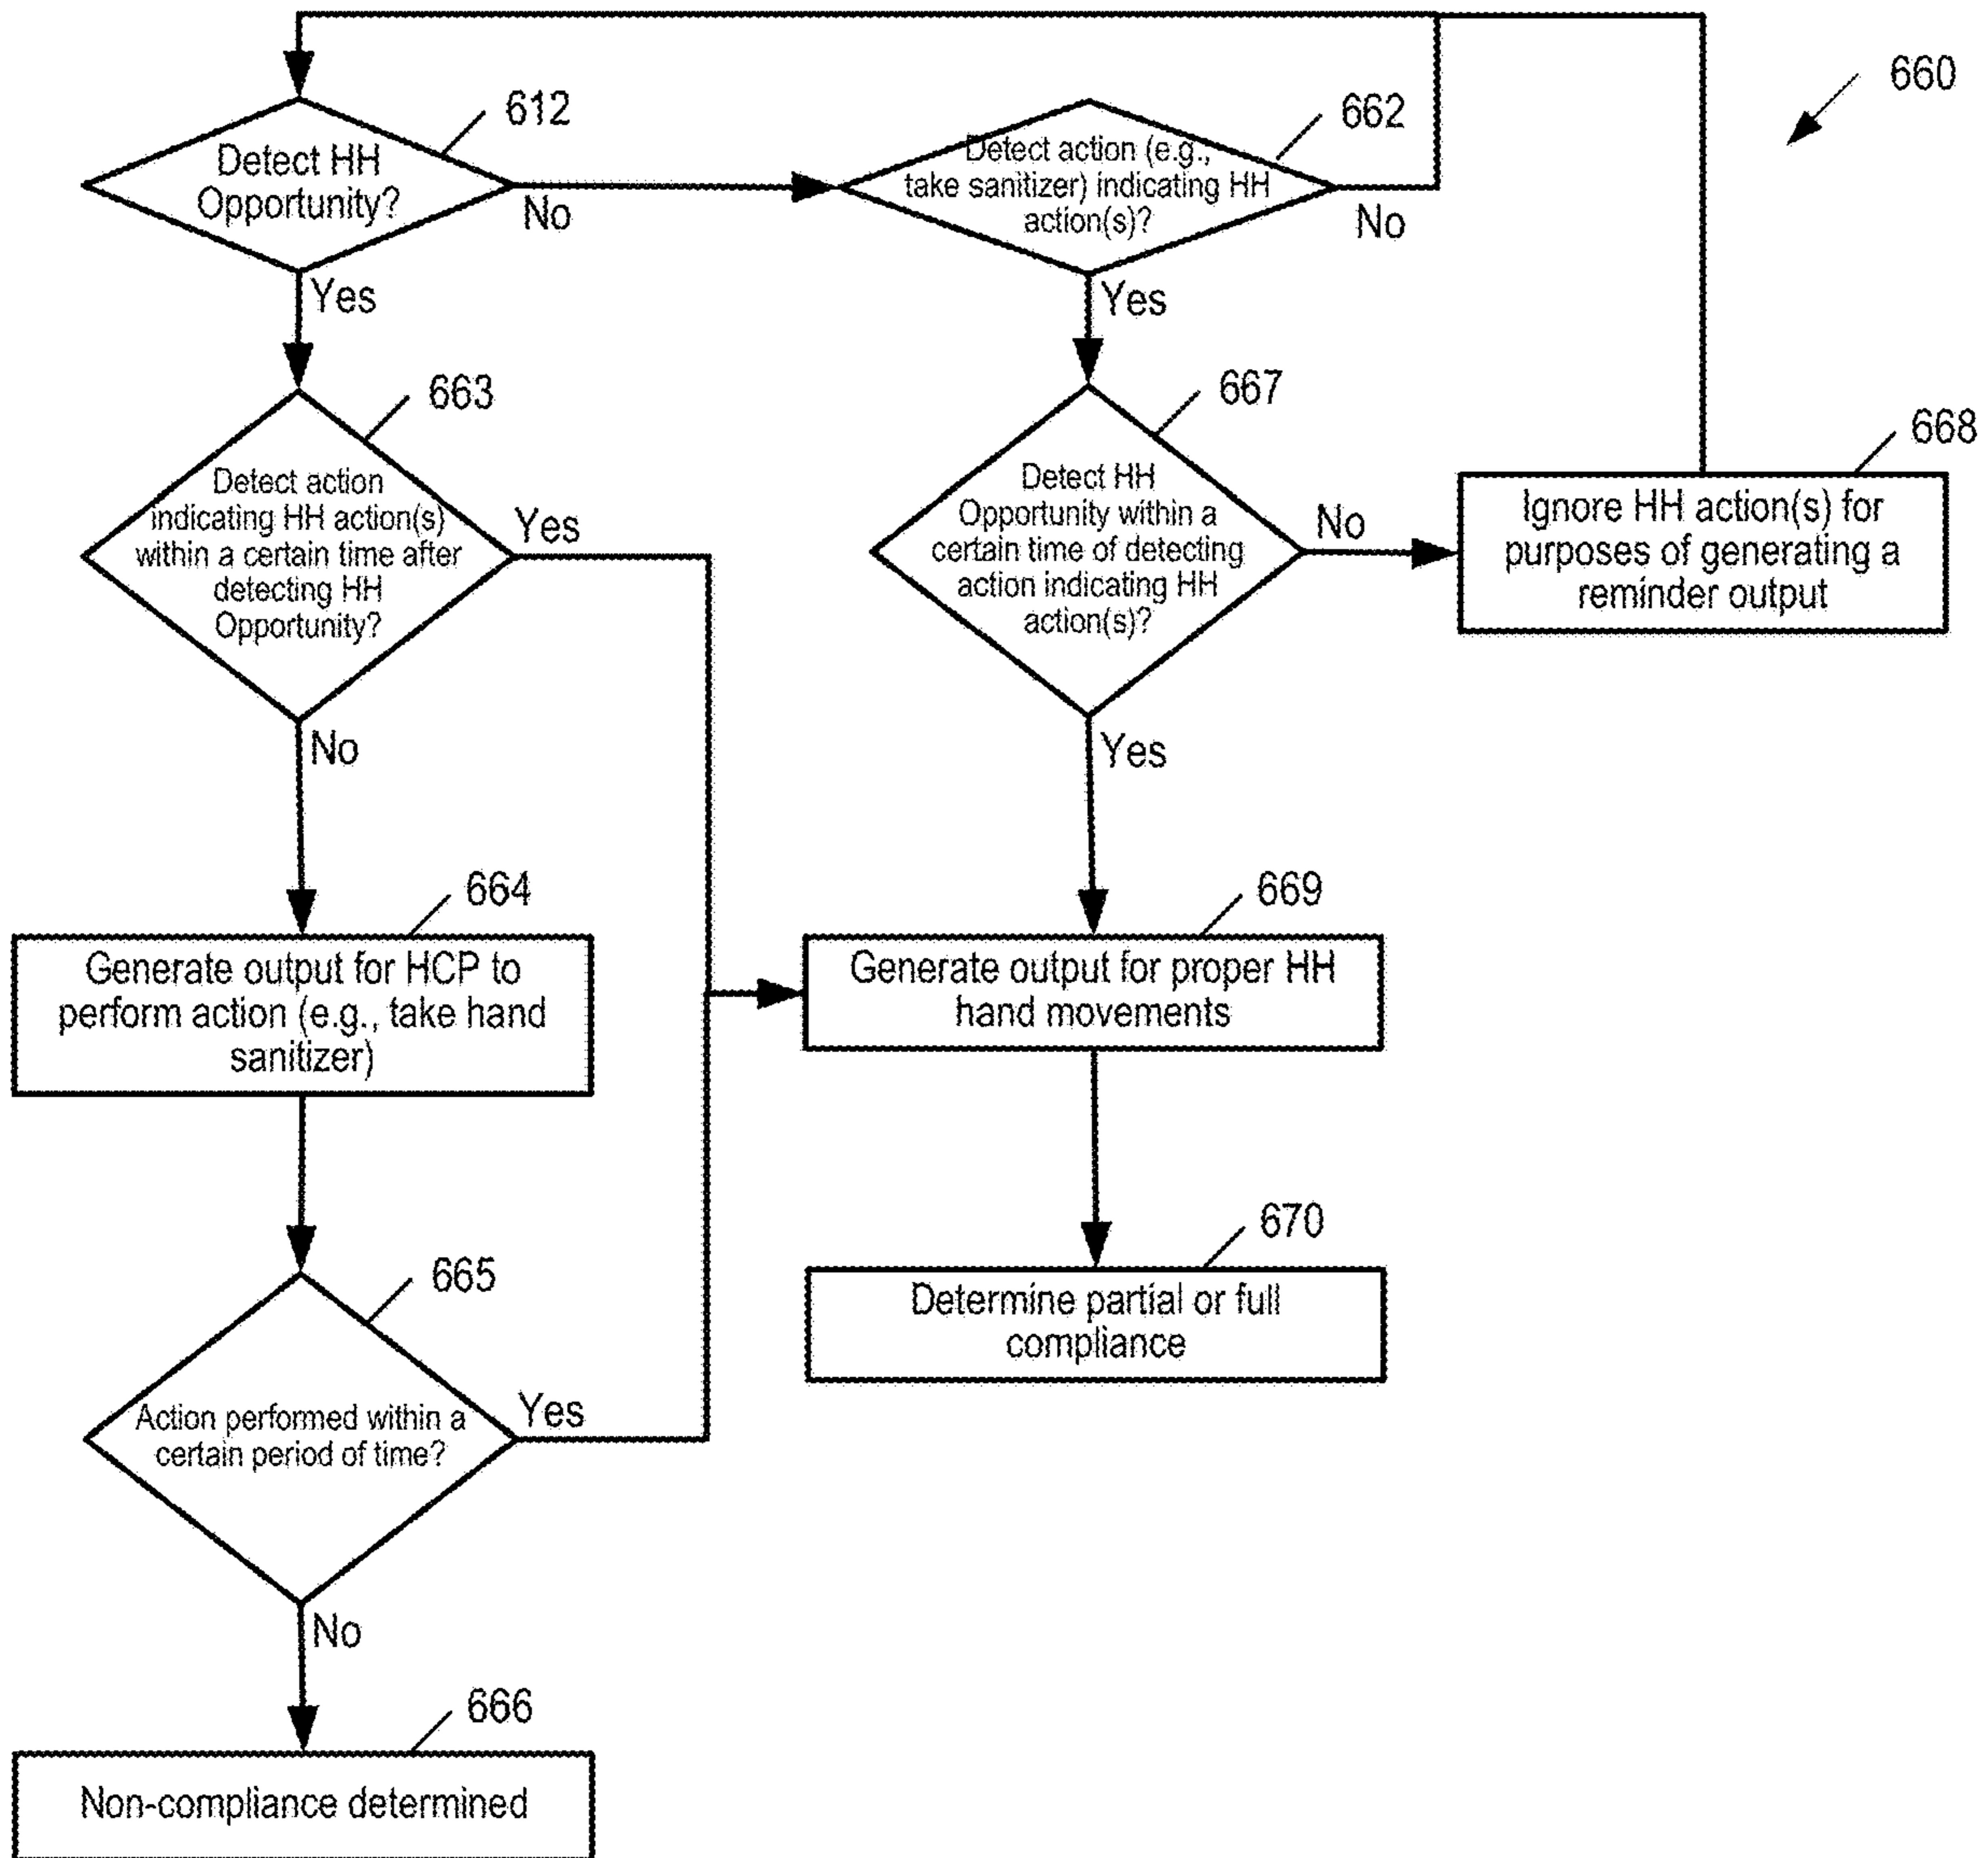 660
612
Detect HH
Opportunity?
No
Yes
662
Detect action (e.g.,
take sanitizer) indicating HH
action(s)?
No
Yes
663
Detect action
indicating HH action(s)
within a certain time after
detecting HH
Opportunity?
Yes
No
667
Detect HH
Opportunity within a
certain time of detecting
action indicating HH
action(s)?
No
Yes
668
Ignore HH action(s) for
purposes of generating a
reminder output
664
Generate output for HCP to
perform action (e.g., take hand
sanitizer)
669
Generate output for proper HH
hand movements
670
Determine partial or full
compliance
665
Action performed within a
certain period of time?
Yes
No
666
Non-compliance determined